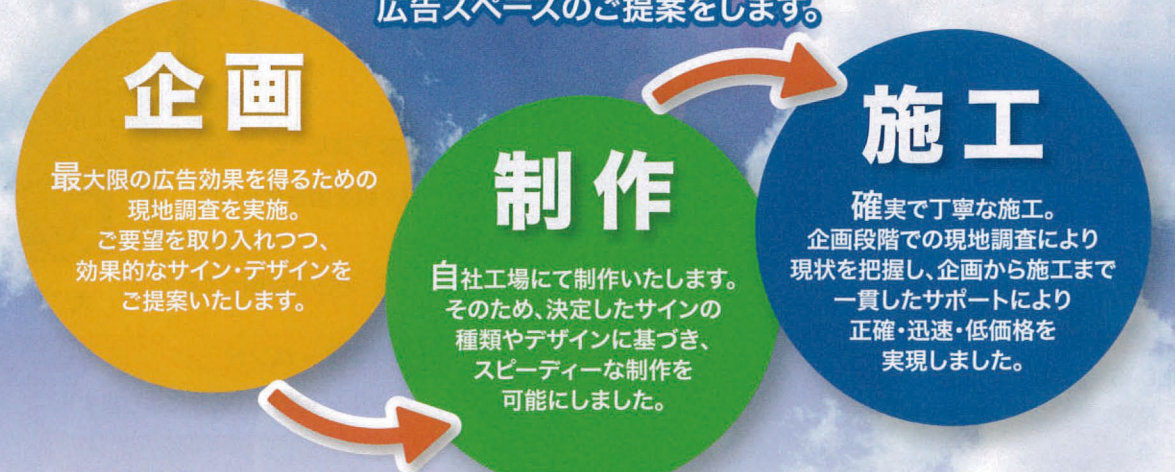 広告スペースのご提案をします。
企画
最大限の広告効果を得るための
現地調査を実施。
ご要望を取り入れつつ、
効果的なサイン・デザインを
ご提案いたします。
制作
自社工場にて制作いたします。
そのため、決定したサインの
種類やデザインに基づき、
スピーディーな制作を
可能にしました。
施工
確実で丁寧な施工。
企画段階での現地調査により
現状を把握し、企画から施工まで
一貫したサポートにより
正確・迅速・低価格を
実現しました。